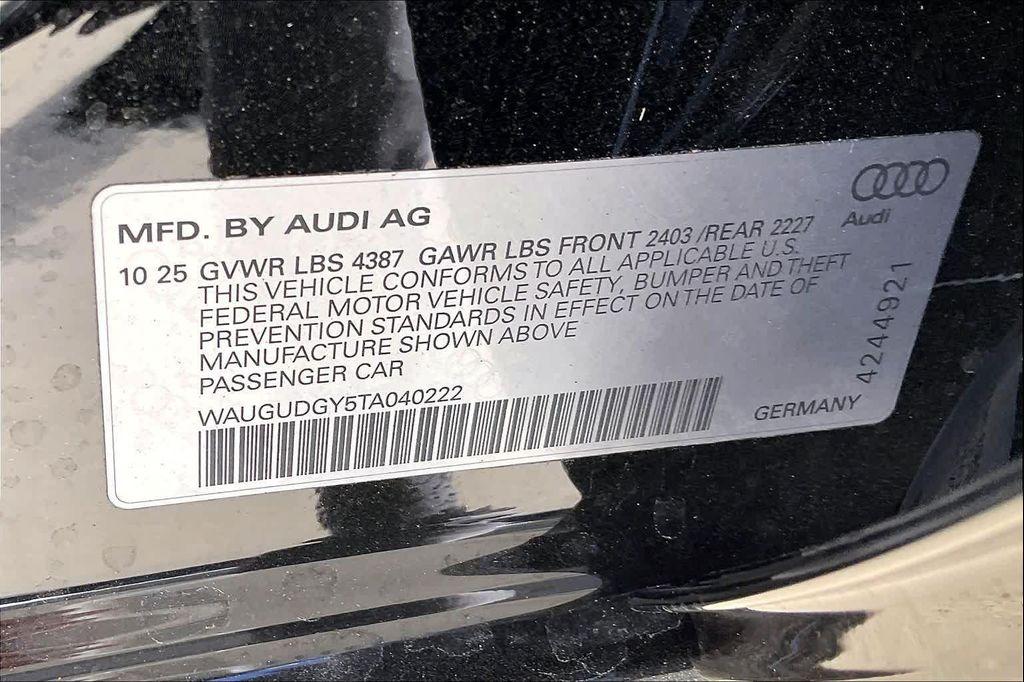 MFD. BY AUDI AG
Audi
10 25 GVWR LBS 4387 GAWR LBS FRONT 2403 /REAR 2227
THIS VEHICLE CONFORMS TO ALL APPLICABLE U.S.
FEDERAL MOTOR VEHICLE SAFETY, BUMPER AND THEFT
PREVENTION STANDARDS IN EFFECT ON THE DATE OF
MANUFACTURE SHOWN ABOVE
PASSENGER CAR
WAUGUDGY5TA040222
GERMANY
4244921